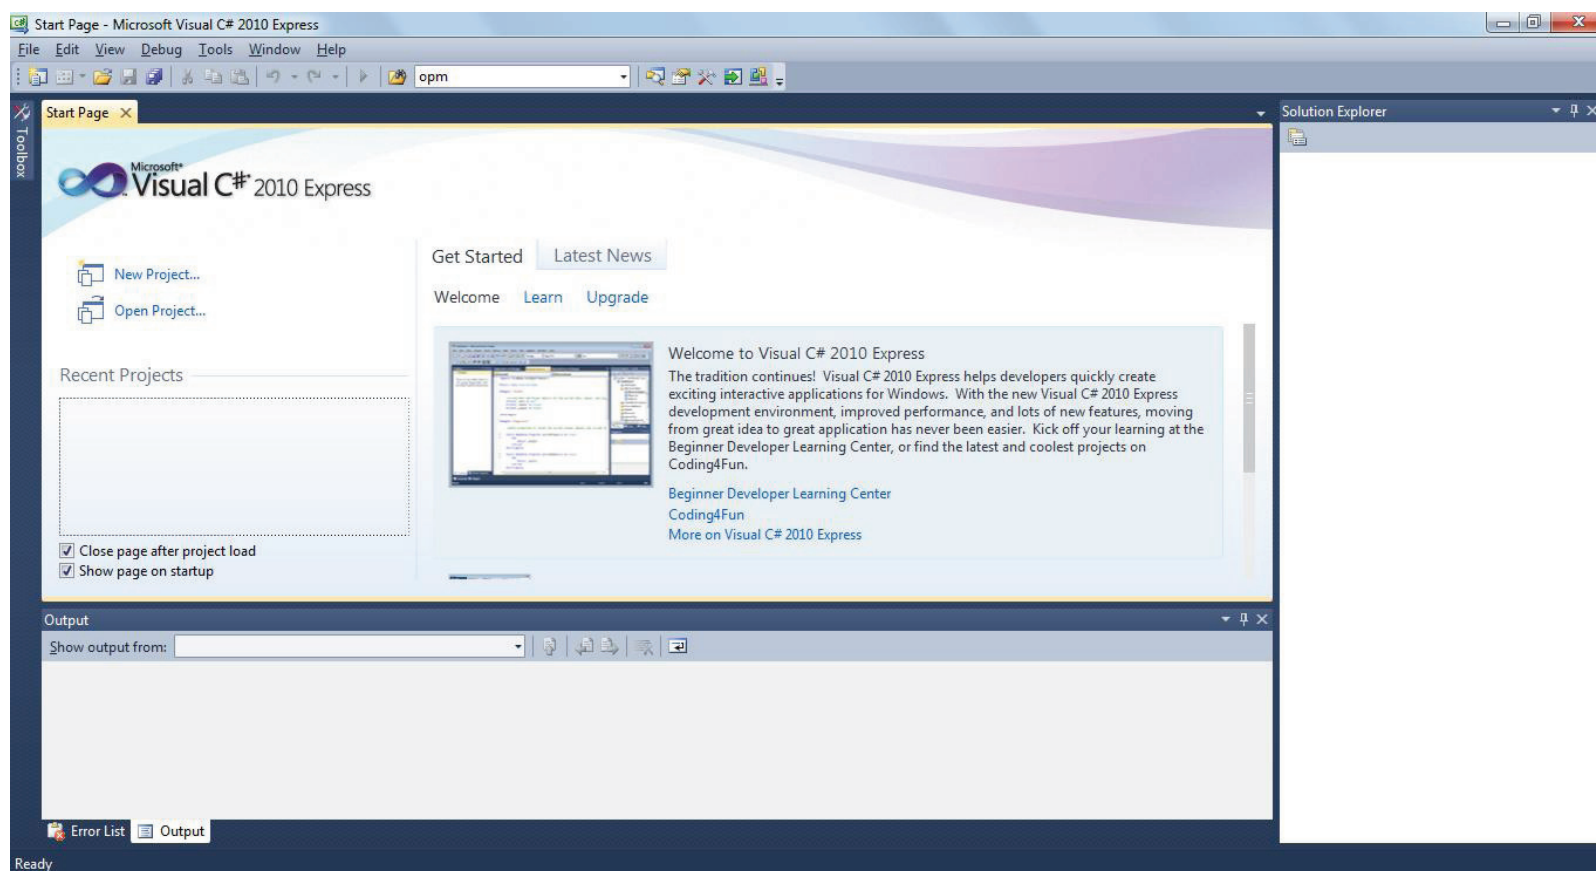 Start Page - Microsoft Visual C# 2010 Express
File Edit View Debug Tools Window Help
opm
Toolbox
Start Page
Solution Explorer
Microsoft®
Visual C#® 2010 Express
Get Started Latest News
New Project...
Welcome Learn Upgrade
Open Project...
Welcome to Visual C# 2010 Express
Recent Projects
The tradition continues! Visual C# 2010 Express helps developers quickly create
exciting interactive applications for Windows. With the new Visual C# 2010 Express
development environment, improved performance, and lots of new features, moving
from great idea to great application has never been easier. Kick off your learning at the
Beginner Developer Learning Center, or find the latest and coolest projects on
Coding4Fun.
Beginner Developer Learning Center
Coding4Fun
More on Visual C# 2010 Express
Close page after project load
Show page on startup
Output
Show output from:
Error List Output
Ready